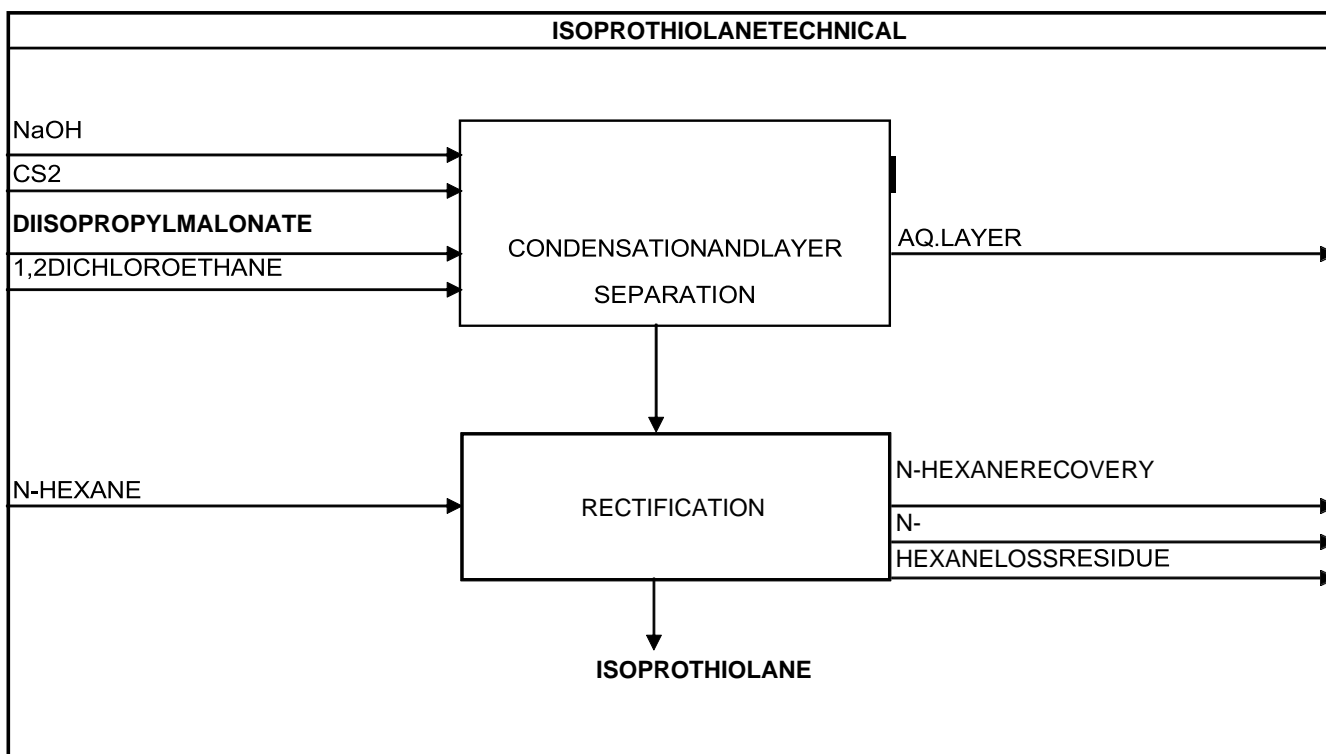 ISOPROTHIOLANETECHNICAL
NaOH
CS2
DIISOPROPYLMALONATE
1,2DICHLOROETHANE
CONDENSATIONANDLAYER
SEPARATION
AQ.LAYER
N-HEXANE
RECTIFICATION
N-HEXANERECOVERY
N-
HEXANELOSSRESIDUE
ISOPROTHIOLANE